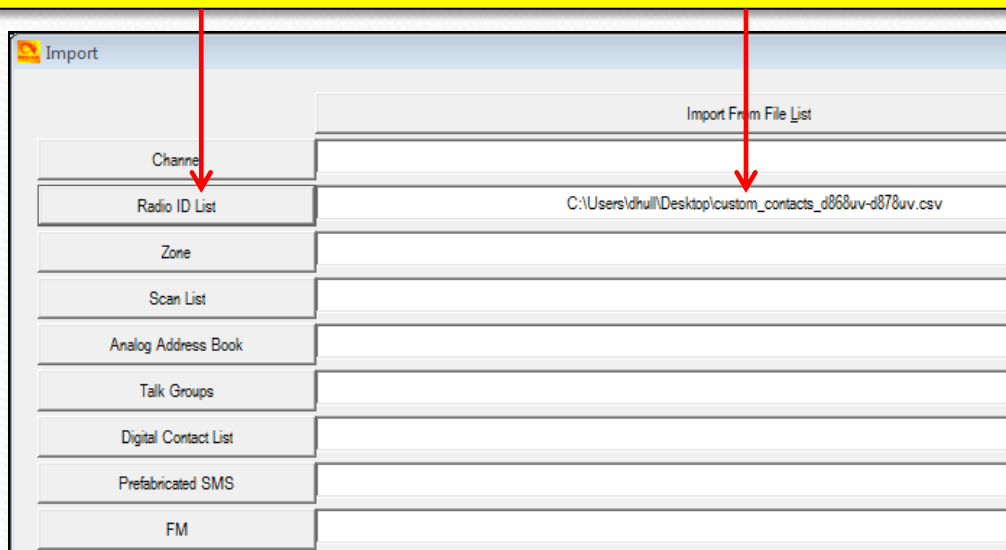 Import
Import From File List
Channel
Radio ID List
C:\Users\dhull\Desktop\custom_contacts_d868uv-d878uv.csv
Zone
Scan List
Analog Address Book
Talk Groups
Digital Contact List
Prefabricated SMS
FM